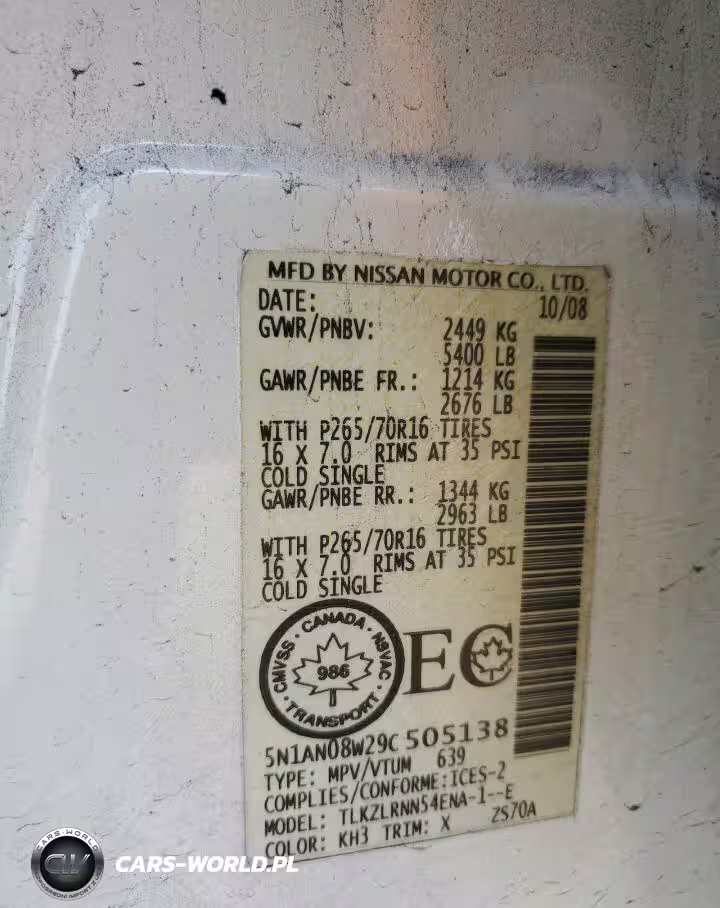 MFD BY NISSAN MOTOR CO., LTD.
DATE: 10/08
GVWR/PNBV: 2449 KG
5400 LB
GAWR/PNBE FR.: 1214 KG
2676 LB
WITH P265/70R16 TIRES
16 X 7.0 RIMS AT 35 PSI
COLD SINGLE
GAWR/PNBE RR.: 1344 KG
2963 LB
WITH P265/70R16 TIRES
16 X 7.0 RIMS AT 35 PSI
COLD SINGLE
CMVSS · CANADA · NSVAC · TRANSPORT ·
986
EC
5N1AN08W29C505138
TYPE: MPV/VTUM 639
COMPLIES/CONFORME:ICES-2
MODEL: TLKZLRNN54ENA-1--E
COLOR: KH3 TRIM: X ZS70A
CARS-WORLD
CW
CARS-WORLD.PL